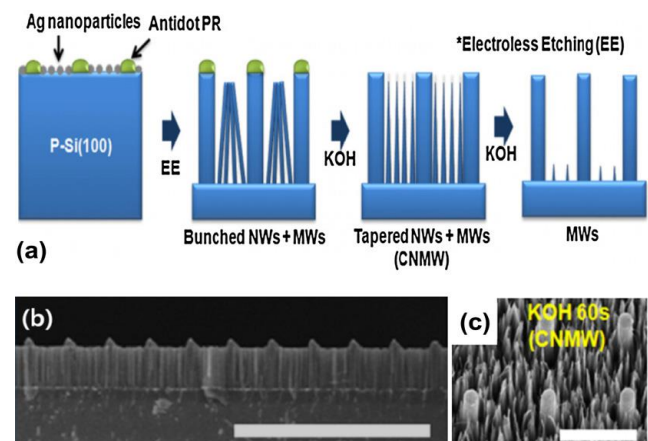 Ag nanoparticles
Antidot PR
*Electroless Etching (EE)
P-Si(100)
EE
KOH
KOH
Bunched NWs + MWs
Tapered NWs + MWs
(CNMW)
MWs
(a)
(b)
(c)
KOH 60s
(CNMW)